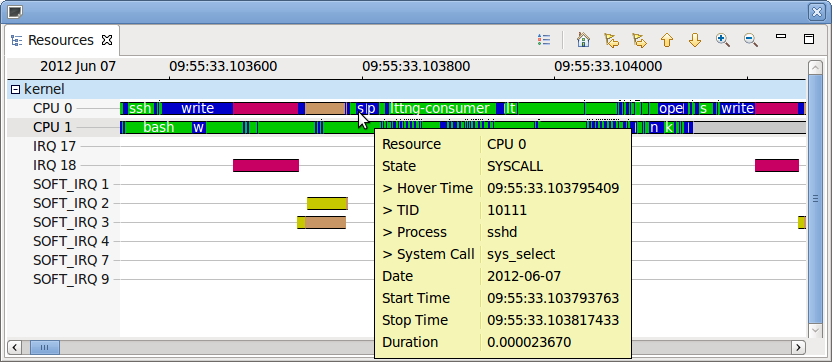 Resources
2012 Jun 07 09:55:33.103600 09:55:33.103800 09:55:33.104000
kernel
CPU 0 ssh write s p lttng-consumer lt ope s write
CPU 1 bash w n k
IRQ 17
IRQ 18
SOFT_IRQ 1
SOFT_IRQ 2
SOFT_IRQ 3
SOFT_IRQ 4
SOFT_IRQ 7
SOFT_IRQ 9
Resource CPU 0
State SYSCALL
> Hover Time 09:55:33.103795409
> TID 10111
> Process sshd
> System Call sys_select
Date 2012-06-07
Start Time 09:55:33.103793763
Stop Time 09:55:33.103817433
Duration 0.000023670